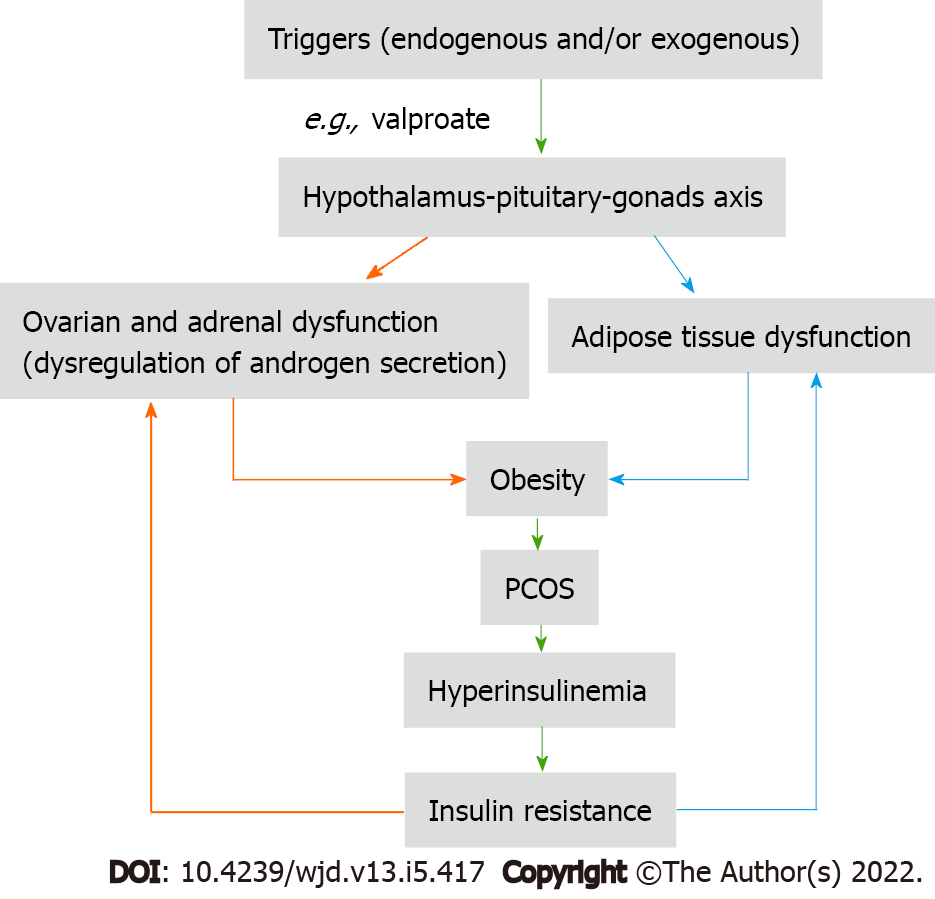 Triggers (endogenous and/or exogenous)
e.g., valproate
Hypothalamus-pituitary-gonads axis
Ovarian and adrenal dysfunction
(dysregulation of androgen secretion)
Adipose tissue dysfunction
Obesity
PCOS
Hyperinsulinemia
Insulin resistance
DOI: 10.4239/wjd.v13.i5.417 Copyright ©The Author(s) 2022.